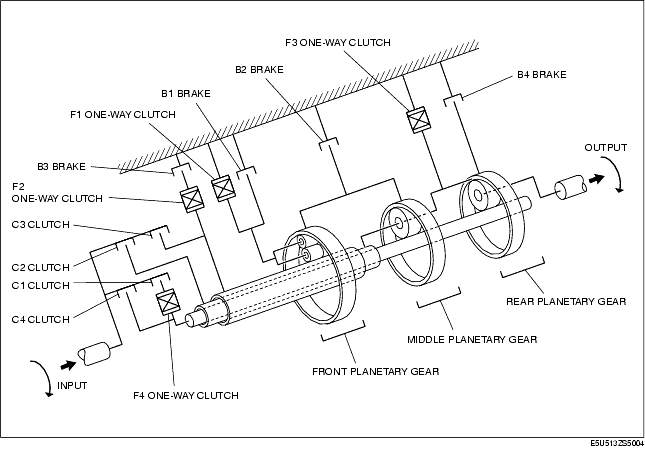 F3 ONE-WAY CLUTCH
B2 BRAKE
B4 BRAKE
B1 BRAKE
F1 ONE-WAY CLUTCH
OUTPUT
B3 BRAKE
F2
ONE-WAY CLUTCH
C3 CLUTCH
C2 CLUTCH
C1 CLUTCH
C4 CLUTCH
REAR PLANETARY GEAR
MIDDLE PLANETARY GEAR
FRONT PLANETARY GEAR
INPUT
F4 ONE-WAY CLUTCH
E5U513ZS5004